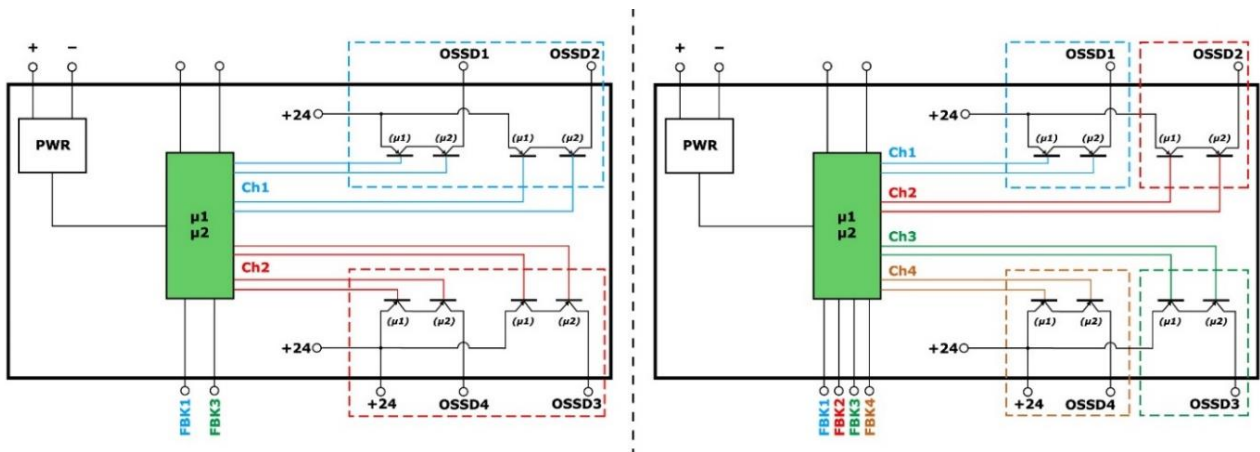 + − OSSD1 OSSD2
+24
(μ1) (μ2) (μ1) (μ2)
PWR
Ch1
μ1
μ2
Ch2
(μ1) (μ2) (μ1) (μ2)
+24
+24 OSSD4 OSSD3
FBK1
FBK3
+ − OSSD1 OSSD2
+24
(μ1) (μ2) (μ1) (μ2)
PWR
Ch1
Ch2
μ1
μ2
Ch3
Ch4
(μ1) (μ2) (μ1) (μ2)
+24
+24 OSSD4 OSSD3
FBK1
FBK2
FBK3
FBK4